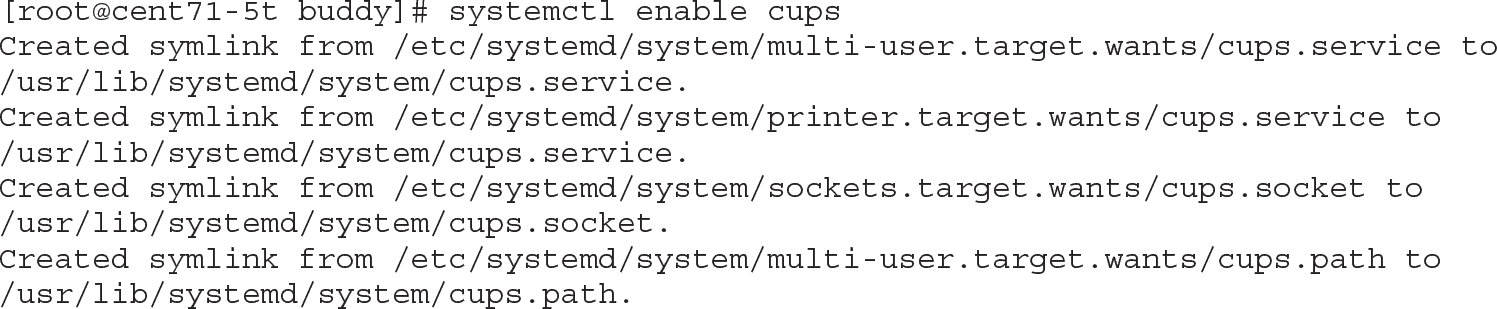 [root@cent71-5t buddy]# systemctl enable cups
Created symlink from /etc/systemd/system/multi-user.target.wants/cups.service to
/usr/lib/systemd/system/cups.service.
Created symlink from /etc/systemd/system/printer.target.wants/cups.service to
/usr/lib/systemd/system/cups.service.
Created symlink from /etc/systemd/system/sockets.target.wants/cups.socket to
/usr/lib/systemd/system/cups.socket.
Created symlink from /etc/systemd/system/multi-user.target.wants/cups.path to
/usr/lib/systemd/system/cups.path.